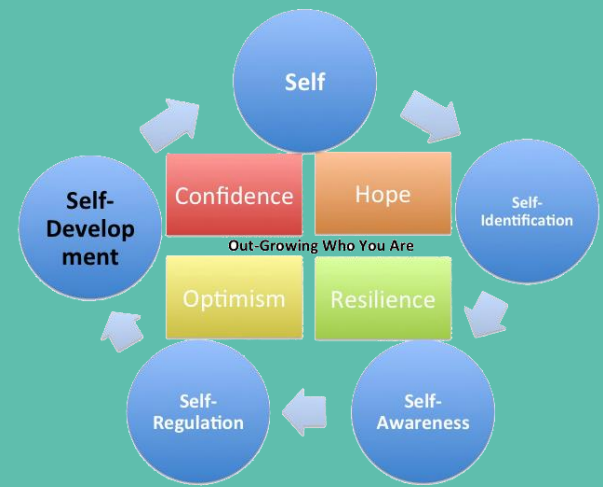 Self
Confidence
Hope
Self-
Identification
Self-
Develop
ment
Out-Growing Who You Are
Optimism
Resilience
Self-
Regulation
Self-
Awareness